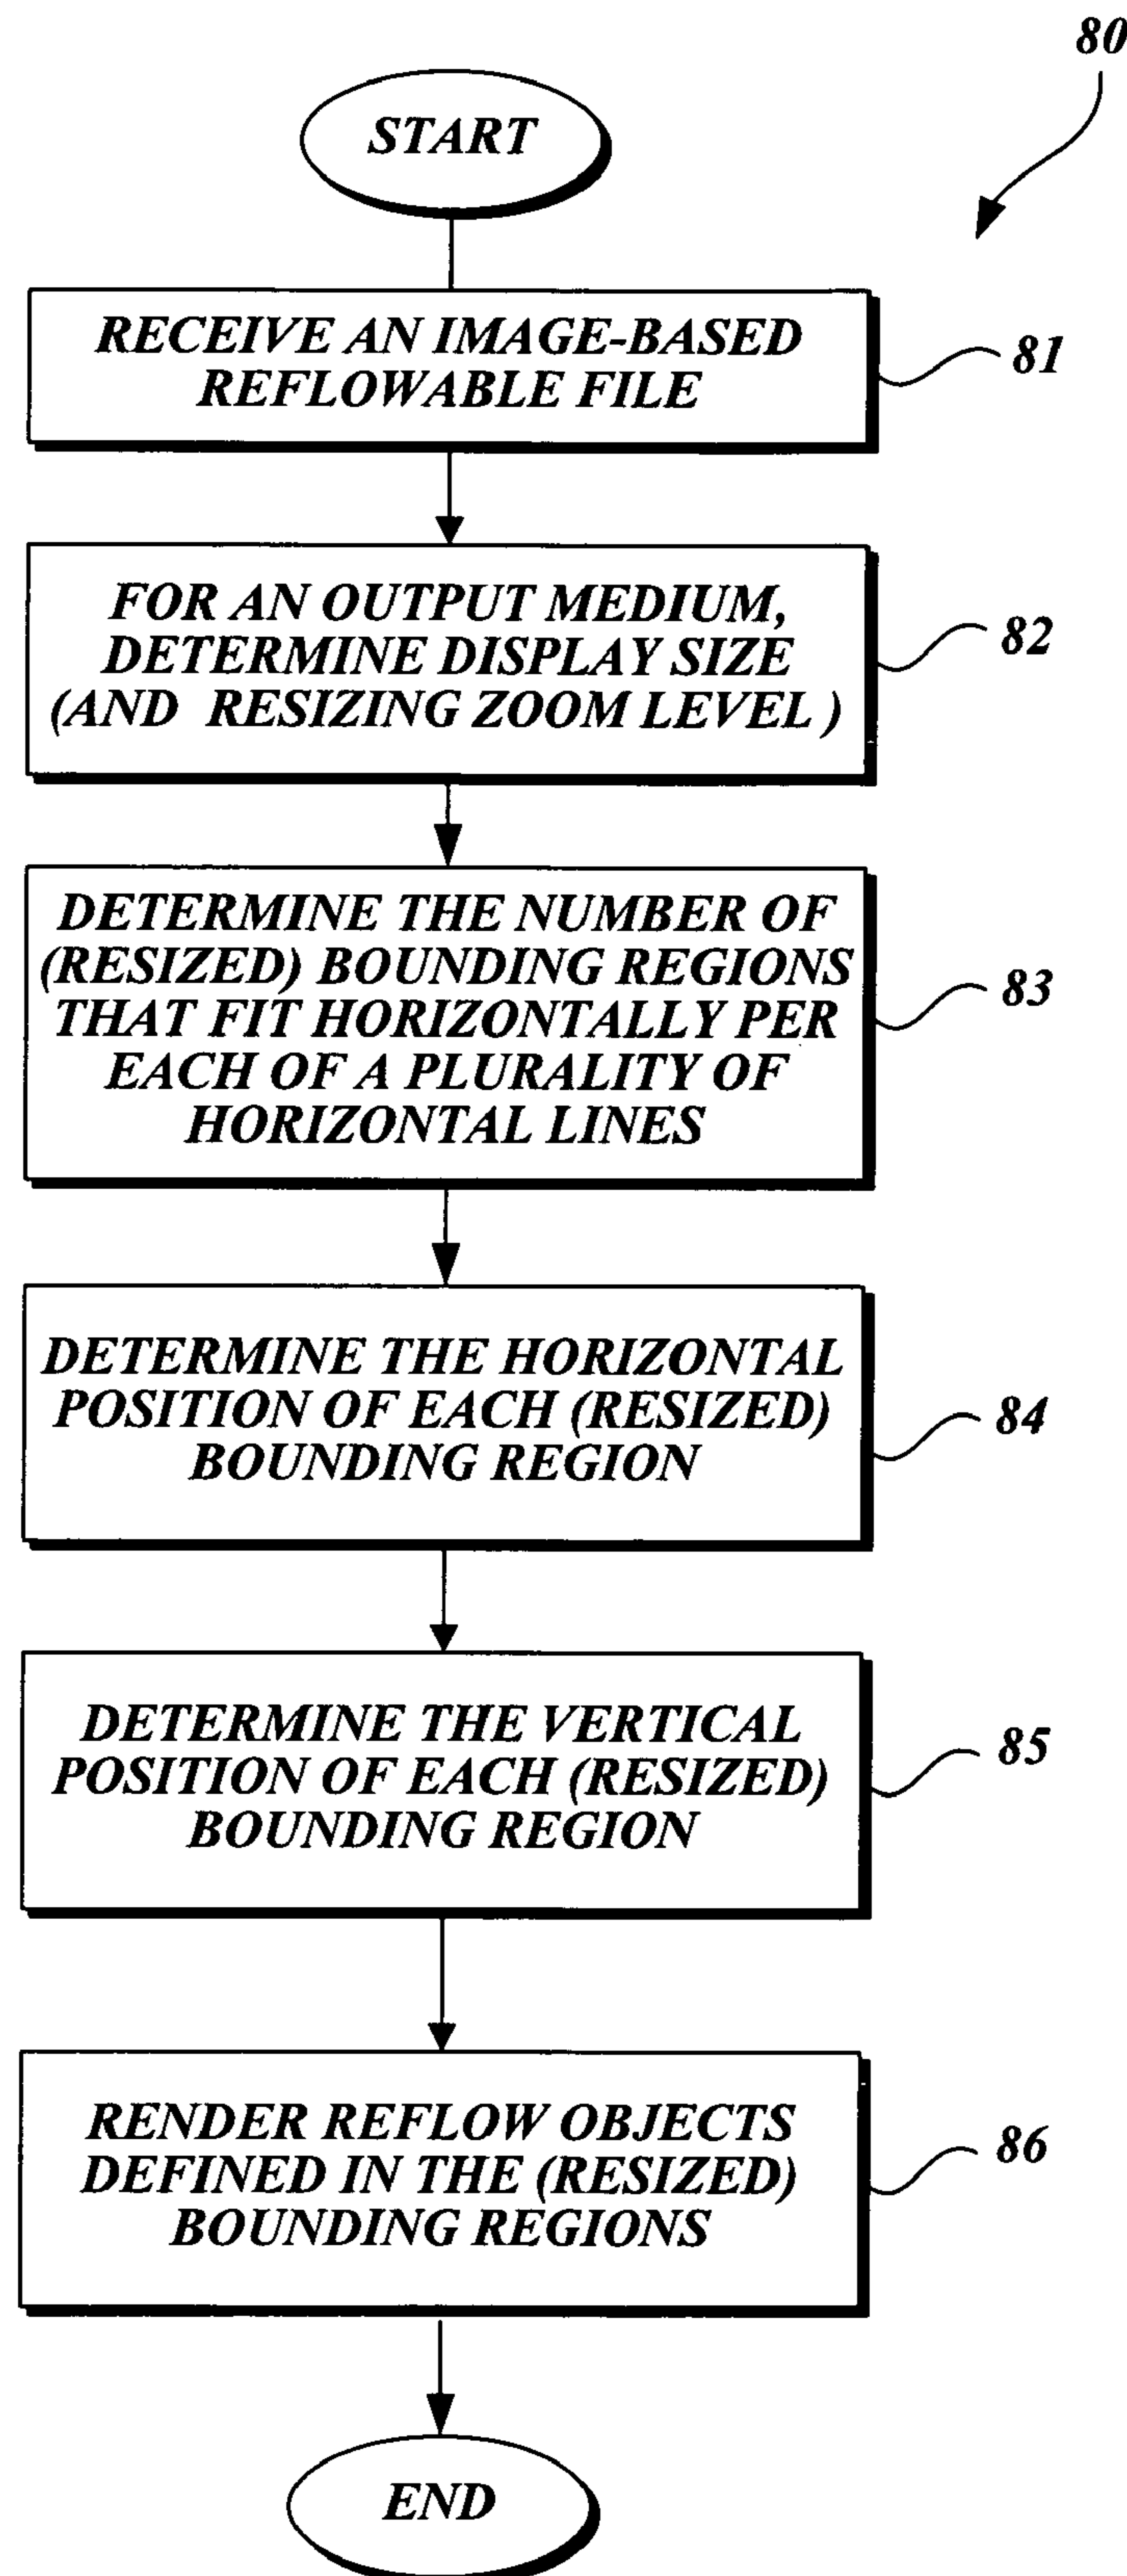 80
START
RECEIVE AN IMAGE-BASED
REFLOWABLE FILE
81
FOR AN OUTPUT MEDIUM,
DETERMINE DISPLAY SIZE
(AND RESIZING ZOOM LEVEL )
82
DETERMINE THE NUMBER OF
(RESIZED) BOUNDING REGIONS
THAT FIT HORIZONTALLY PER
EACH OF A PLURALITY OF
HORIZONTAL LINES
83
DETERMINE THE HORIZONTAL
POSITION OF EACH (RESIZED)
BOUNDING REGION
84
DETERMINE THE VERTICAL
POSITION OF EACH (RESIZED)
BOUNDING REGION
85
RENDER REFLOW OBJECTS
DEFINED IN THE (RESIZED)
BOUNDING REGIONS
86
END